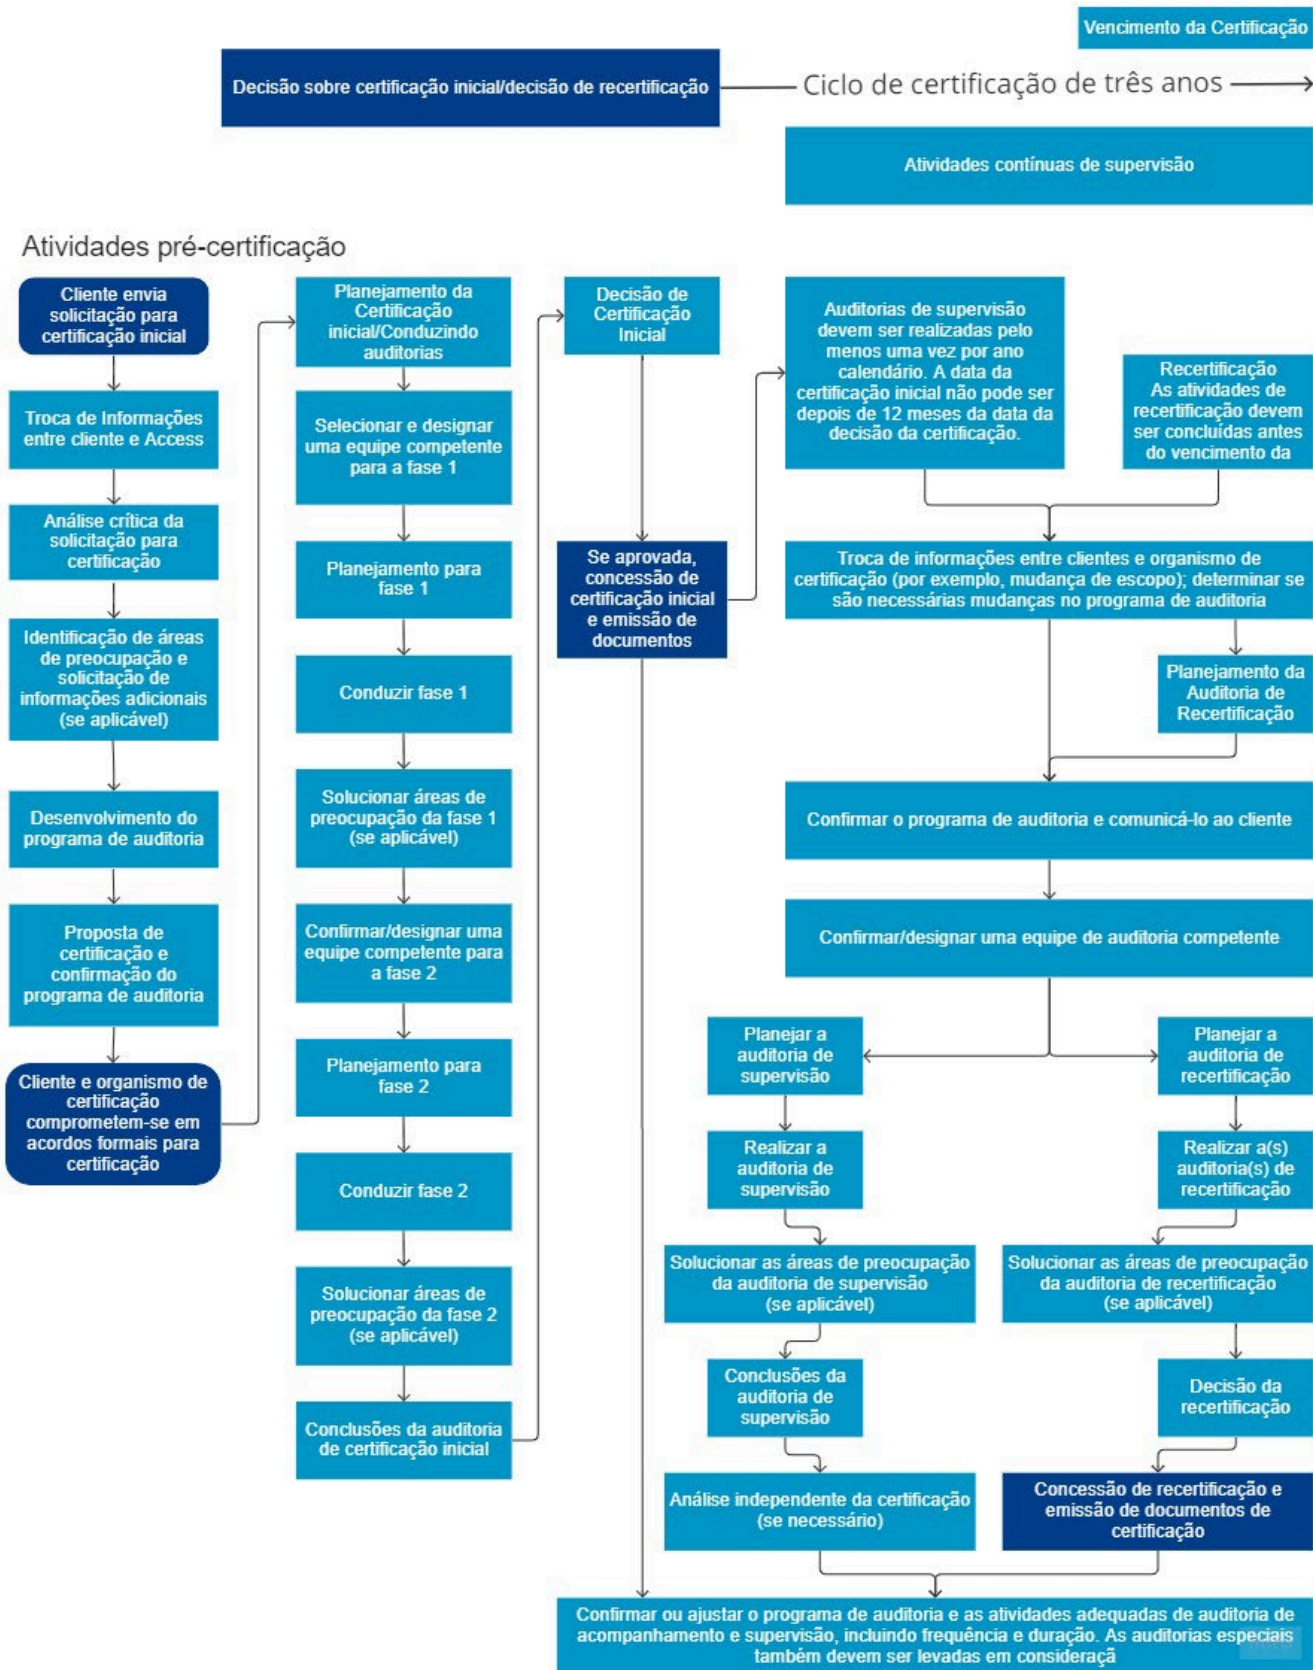 Vencimento da Certificação
Decisão sobre certificação inicial/decisão de recertificação
Ciclo de certificação de três anos
Atividades contínuas de supervisão
Atividades pré-certificação
Cliente envia
solicitação para
certificação inicial
Troca de Informações
entre cliente e Access
Análise crítica da
solicitação para
certificação
Identificação de áreas
de preocupação e
solicitação de
informações adicionais
(se aplicável)
Desenvolvimento do
programa de auditoria
Proposta de
certificação e
confirmação do
programa de auditoria
Cliente e organismo de
certificação
comprometem-se em
acordos formais para
certificação
Planejamento da
Certificação
inicial/Conduzindo
auditorias
Selecionar e designar
uma equipe competente
para a fase 1
Planejamento para
fase 1
Conduzir fase 1
Solucionar áreas de
preocupação da fase 1
(se aplicável)
Confirmar/designar uma
equipe competente para
a fase 2
Planejamento para
fase 2
Conduzir fase 2
Solucionar áreas de
preocupação da fase 2
(se aplicável)
Conclusões da auditoria
de certificação inicial
Decisão de
Certificação
Inicial
Se aprovada,
concessão de
certificação inicial
e emissão de
documentos
Auditorias de supervisão
devem ser realizadas pelo
menos uma vez por ano
calendário. A data da
certificação inicial não pode ser
depois de 12 meses da data da
decisão da certificação.
Recertificação
As atividades de
recertificação devem
ser concluídas antes
do vencimento da
Troca de informações entre clientes e organismo de
certificação (por exemplo, mudança de escopo); determinar se
são necessárias mudanças no programa de auditoria
Planejamento da
Auditoria de
Recertificação
Confirmar o programa de auditoria e comunicá-lo ao cliente
Confirmar/designar uma equipe de auditoria competente
Planejar a
auditoria de
supervisão
Realizar a
auditoria de
supervisão
Solucionar as áreas de preocupação
da auditoria de supervisão
(se aplicável)
Conclusões da
auditoria de
supervisão
Análise independente da certificação
(se necessário)
Planejar a
auditoria de
recertificação
Realizar a(s)
auditoria(s) de
recertificação
Solucionar as áreas de preocupação
da auditoria de recertificação
(se aplicável)
Decisão da
recertificação
Concessão de recertificação e
emissão de documentos de
certificação
Confirmar ou ajustar o programa de auditoria e as atividades adequadas de auditoria de
acompanhamento e supervisão, incluindo frequência e duração. As auditorias especiais
também devem ser levadas em consideraçã